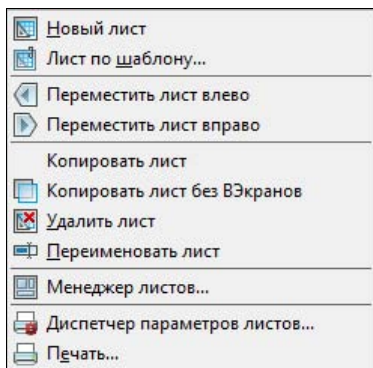 Новый лист
Лист по шаблону...
Переместить лист влево
Переместить лист вправо
Копировать лист
Копировать лист без ВЭкранов
Удалить лист
Переименовать лист
Менеджер листов...
Диспетчер параметров листов...
Печать...